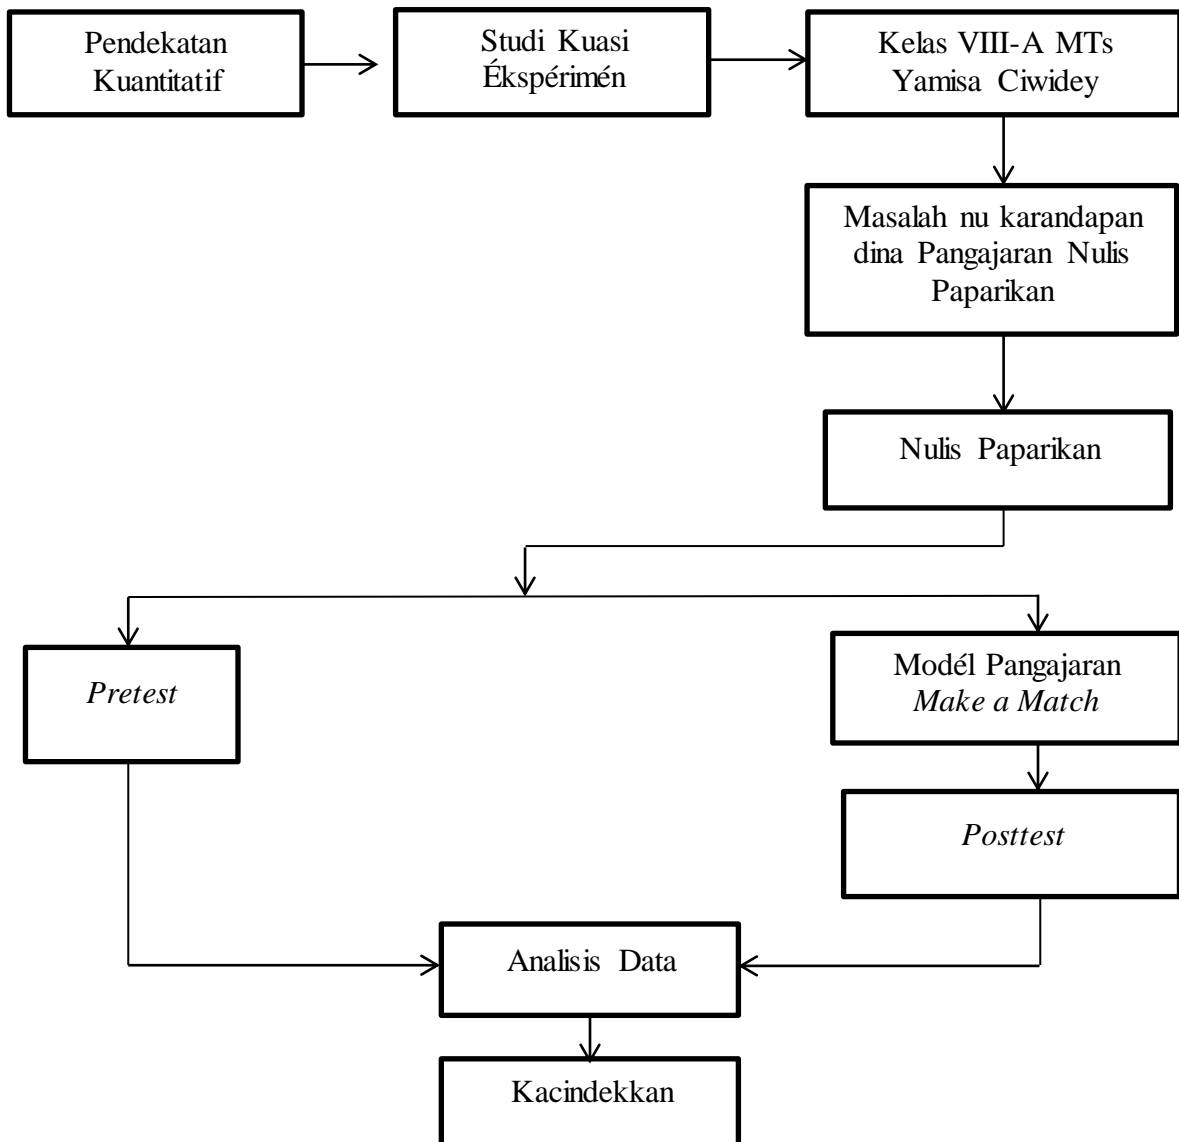 Pendekatan
Kuantitatif
Studi Kuasi
Ékspérimén
Kelas VIII-A MTs
Yamisa Ciwidey
Masalah nu karandapan
dina Pangajaran Nulis
Paparikan
Nulis Paparikan
Pretest
Modél Pangajaran
Make a Match
Posttest
Analisis Data
Kacindekkan